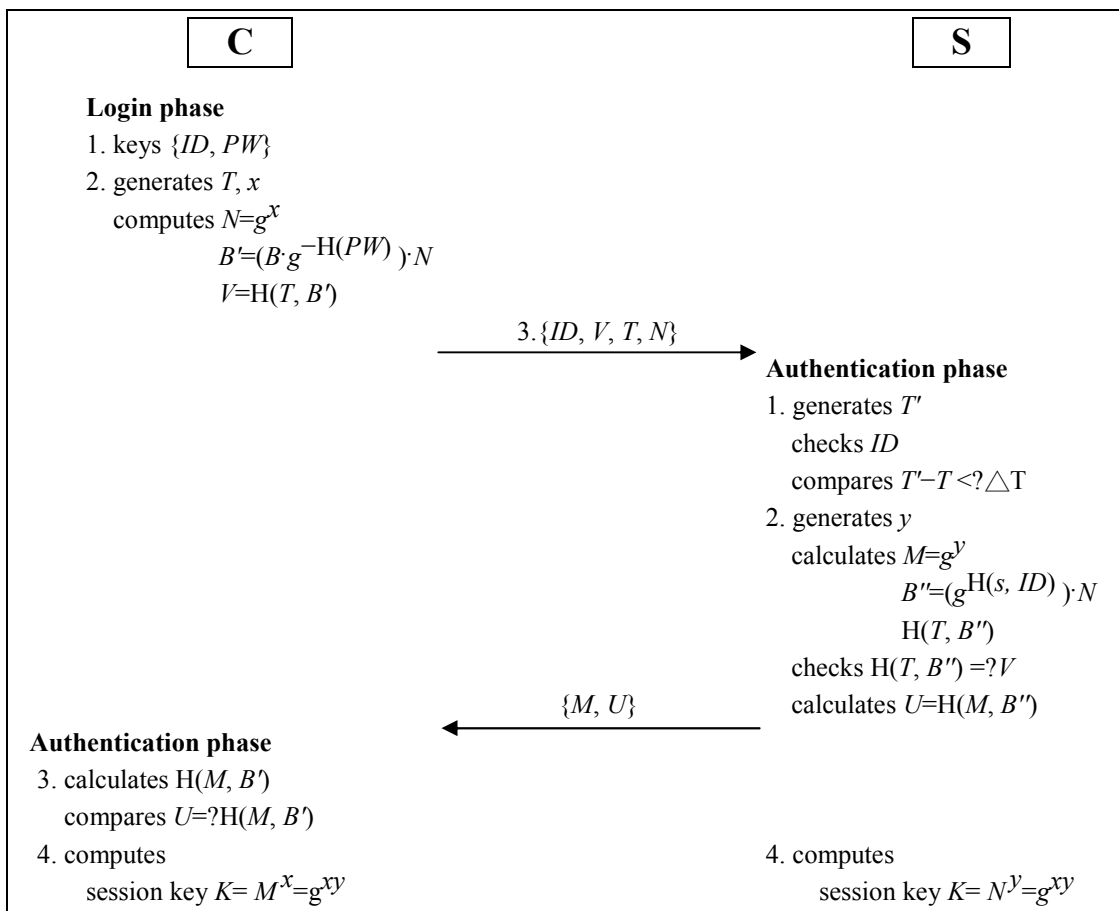 C
S
Login phase
1. keys {ID, PW}
2. generates T, x
computes N=g^x
B'=(B·g^−H(PW) )·N
V=H(T, B')
3.{ID, V, T, N}
Authentication phase
1. generates T'
checks ID
compares T'−T <?△T
2. generates y
calculates M=g^y
B''=(g^H(s, ID) )·N
H(T, B'')
checks H(T, B'') =?V
calculates U=H(M, B'')
{M, U}
Authentication phase
3. calculates H(M, B')
compares U=?H(M, B')
4. computes
session key K= M^x=g^xy
4. computes
session key K= N^y=g^xy